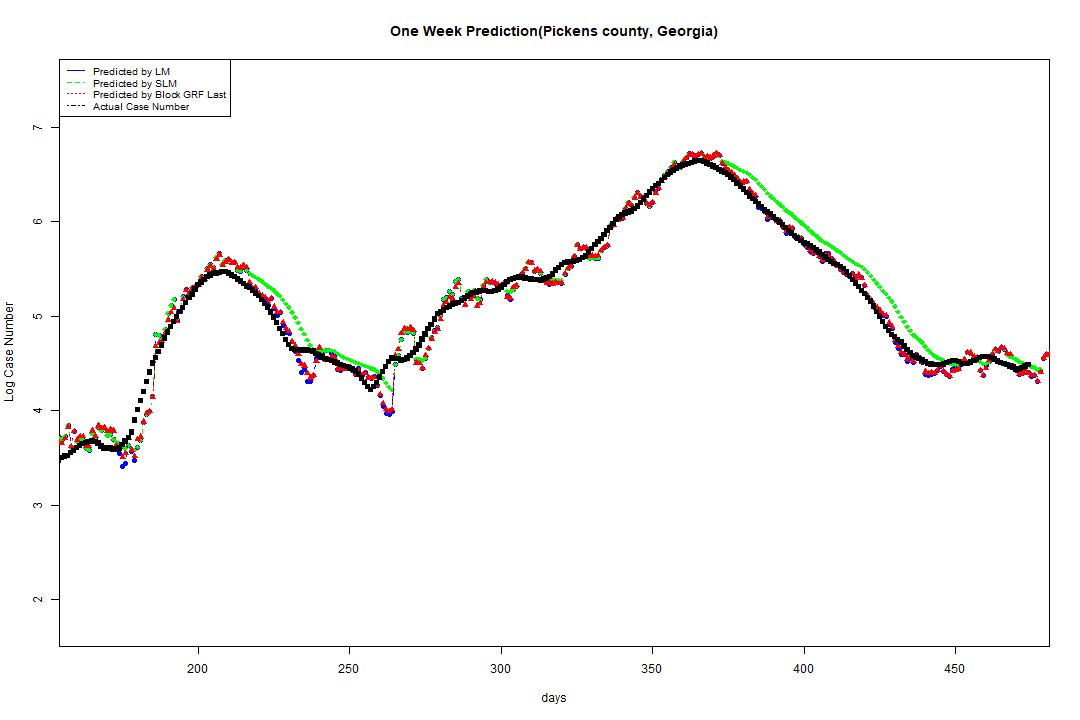 One Week Prediction(Pickens county, Georgia)
Predicted by LM
Predicted by SLM
Predicted by Block GRF Last
Actual Case Number
7
6
5
4
3
2
Log Case Number
200 250 300 350 400 450
days